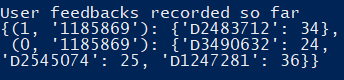 User feedbacks recorded so far
{(1, '1185869'): {'D2483712': 34},
 (0, '1185869'): {'D3490632': 24,
'D2545074': 25, 'D1247281': 36}}